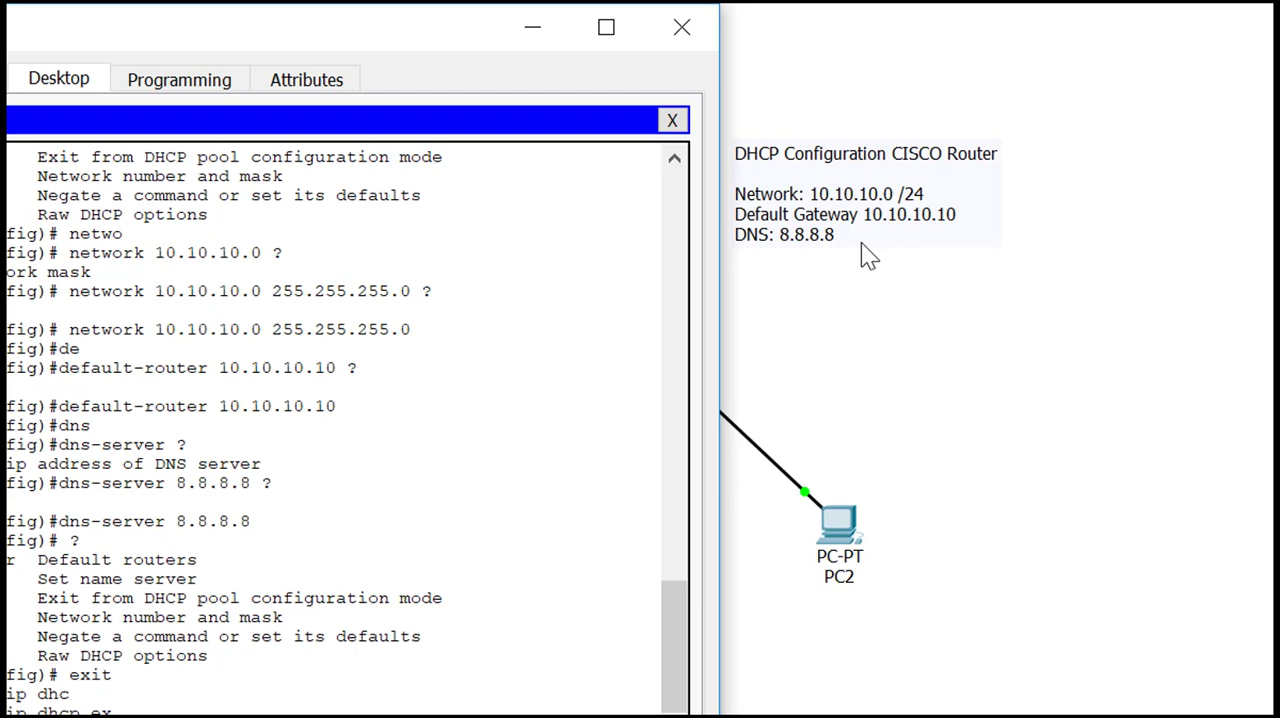 Desktop
Programming
Attributes
X
Exit from DHCP pool configuration mode
Network number and mask
Negate a command or set its defaults
Raw DHCP options
fig)# netwo
fig)# network 10.10.10.0 ?
ork mask
fig)# network 10.10.10.0 255.255.255.0 ?
fig)# network 10.10.10.0 255.255.255.0
fig)#de
fig)#default-router 10.10.10.10 ?
fig)#default-router 10.10.10.10
fig)#dns
fig)#dns-server ?
ip address of DNS server
fig)#dns-server 8.8.8.8 ?
fig)#dns-server 8.8.8.8
fig)# ?
r Default routers
Set name server
Exit from DHCP pool configuration mode
Network number and mask
Negate a command or set its defaults
Raw DHCP options
fig)# exit
ip dhc
ip dhcp ex
DHCP Configuration CISCO Router
Network: 10.10.10.0 /24
Default Gateway 10.10.10.10
DNS: 8.8.8.8
PC-PT
PC2